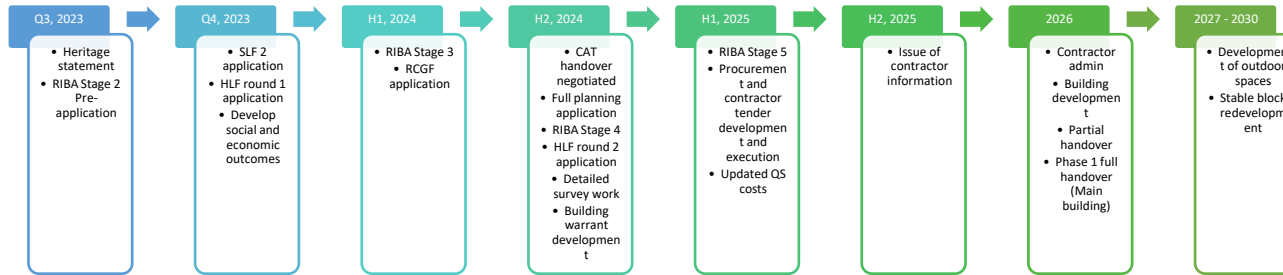 Q3, 2023
• Heritage
statement
• RIBA Stage 2
Pre-
application
Q4, 2023
• SLF 2
application
• HLF round 1
application
• Develop
social and
economic
outcomes
H1, 2024
• RIBA Stage 3
• RCGF
application
H2, 2024
• CAT
handover
negotiated
• Full planning
application
• RIBA Stage 4
• HLF round 2
application
• Detailed
survey work
• Building
warrant
developmen
t
H1, 2025
• RIBA Stage 5
• Procuremen
t and
contractor
tender
developmen
t and
execution
• Updated QS
costs
H2, 2025
• Issue of
contractor
information
2026
• Contractor
admin
• Building
developmen
t
• Partial
handover
• Phase 1 full
handover
(Main
building)
2027 - 2030
• Developmen
t of outdoor
spaces
• Stable block
redevelopm
ent